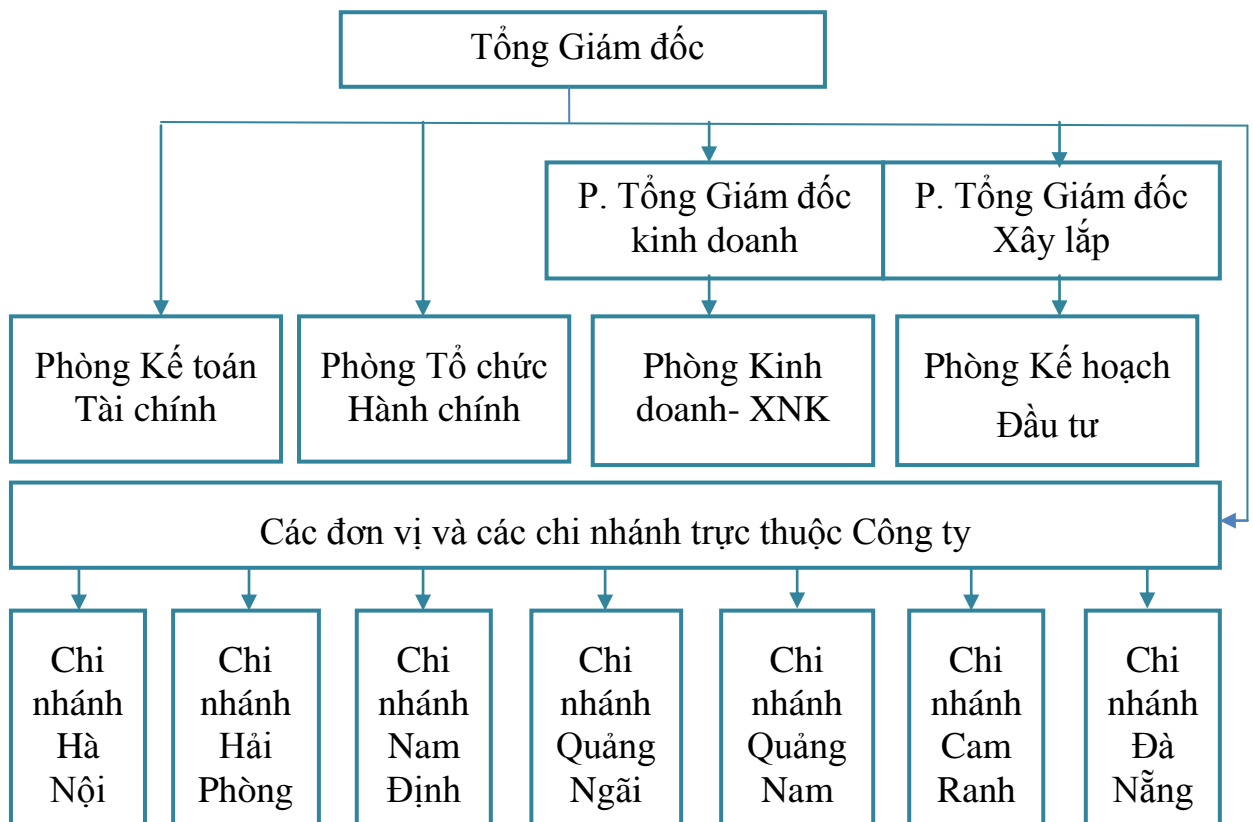 Tổng Giám đốc
P. Tổng Giám đốc
kinh doanh
P. Tổng Giám đốc
Xây lắp
Phòng Kế toán
Tài chính
Phòng Tổ chức
Hành chính
Phòng Kinh
doanh- XNK
Phòng Kế hoạch
Đầu tư
Các đơn vị và các chi nhánh trực thuộc Công ty
Chi
nhánh
Hà
Nội
Chi
nhánh
Hải
Phòng
Chi
nhánh
Nam
Định
Chi
nhánh
Quảng
Ngãi
Chi
nhánh
Quảng
Nam
Chi
nhánh
Cam
Ranh
Chi
nhánh
Đà
Nẵng